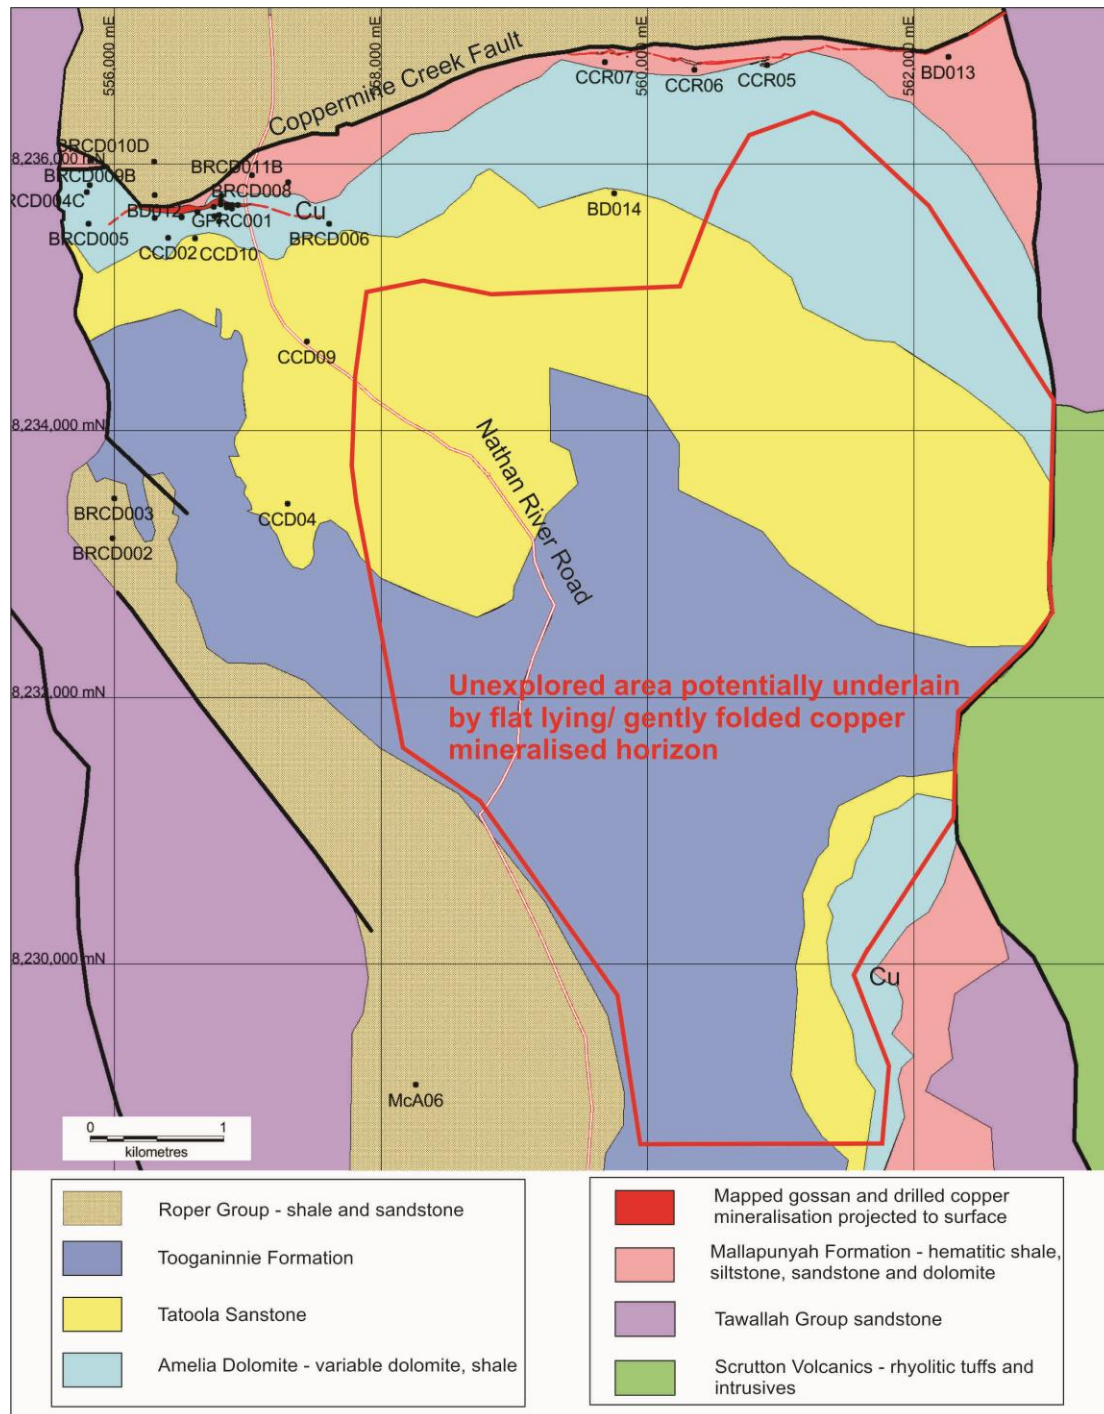 556,000 mE
558,000 mE
560,000 mE
562,000 mE
Coppermine Creek Fault
CCR07
CCR06
CCR05
BD013
BRCD010D
8,236,000 mN
BRCD011B
BRCD009B
BRCD008
RCD004C
BD012
GPRC001
Cu
BD014
BRCD005
CCD02
CCD10
BRCD006
CCD09
8,234,000 mN
Nathan River Road
BRCD003
CCD04
BRCD002
8,232,000 mN
Unexplored area potentially underlain
by flat lying/ gently folded copper
mineralised horizon
8,230,000 mN
Cu
McA06
0 1
kilometres
Roper Group - shale and sandstone
Tooganinnie Formation
Tatoola Sanstone
Amelia Dolomite - variable dolomite, shale
Mapped gossan and drilled copper
mineralisation projected to surface
Mallapunyah Formation - hematitic shale,
siltstone, sandstone and dolomite
Tawallah Group sandstone
Scrutton Volcanics - rhyolitic tuffs and
intrusives